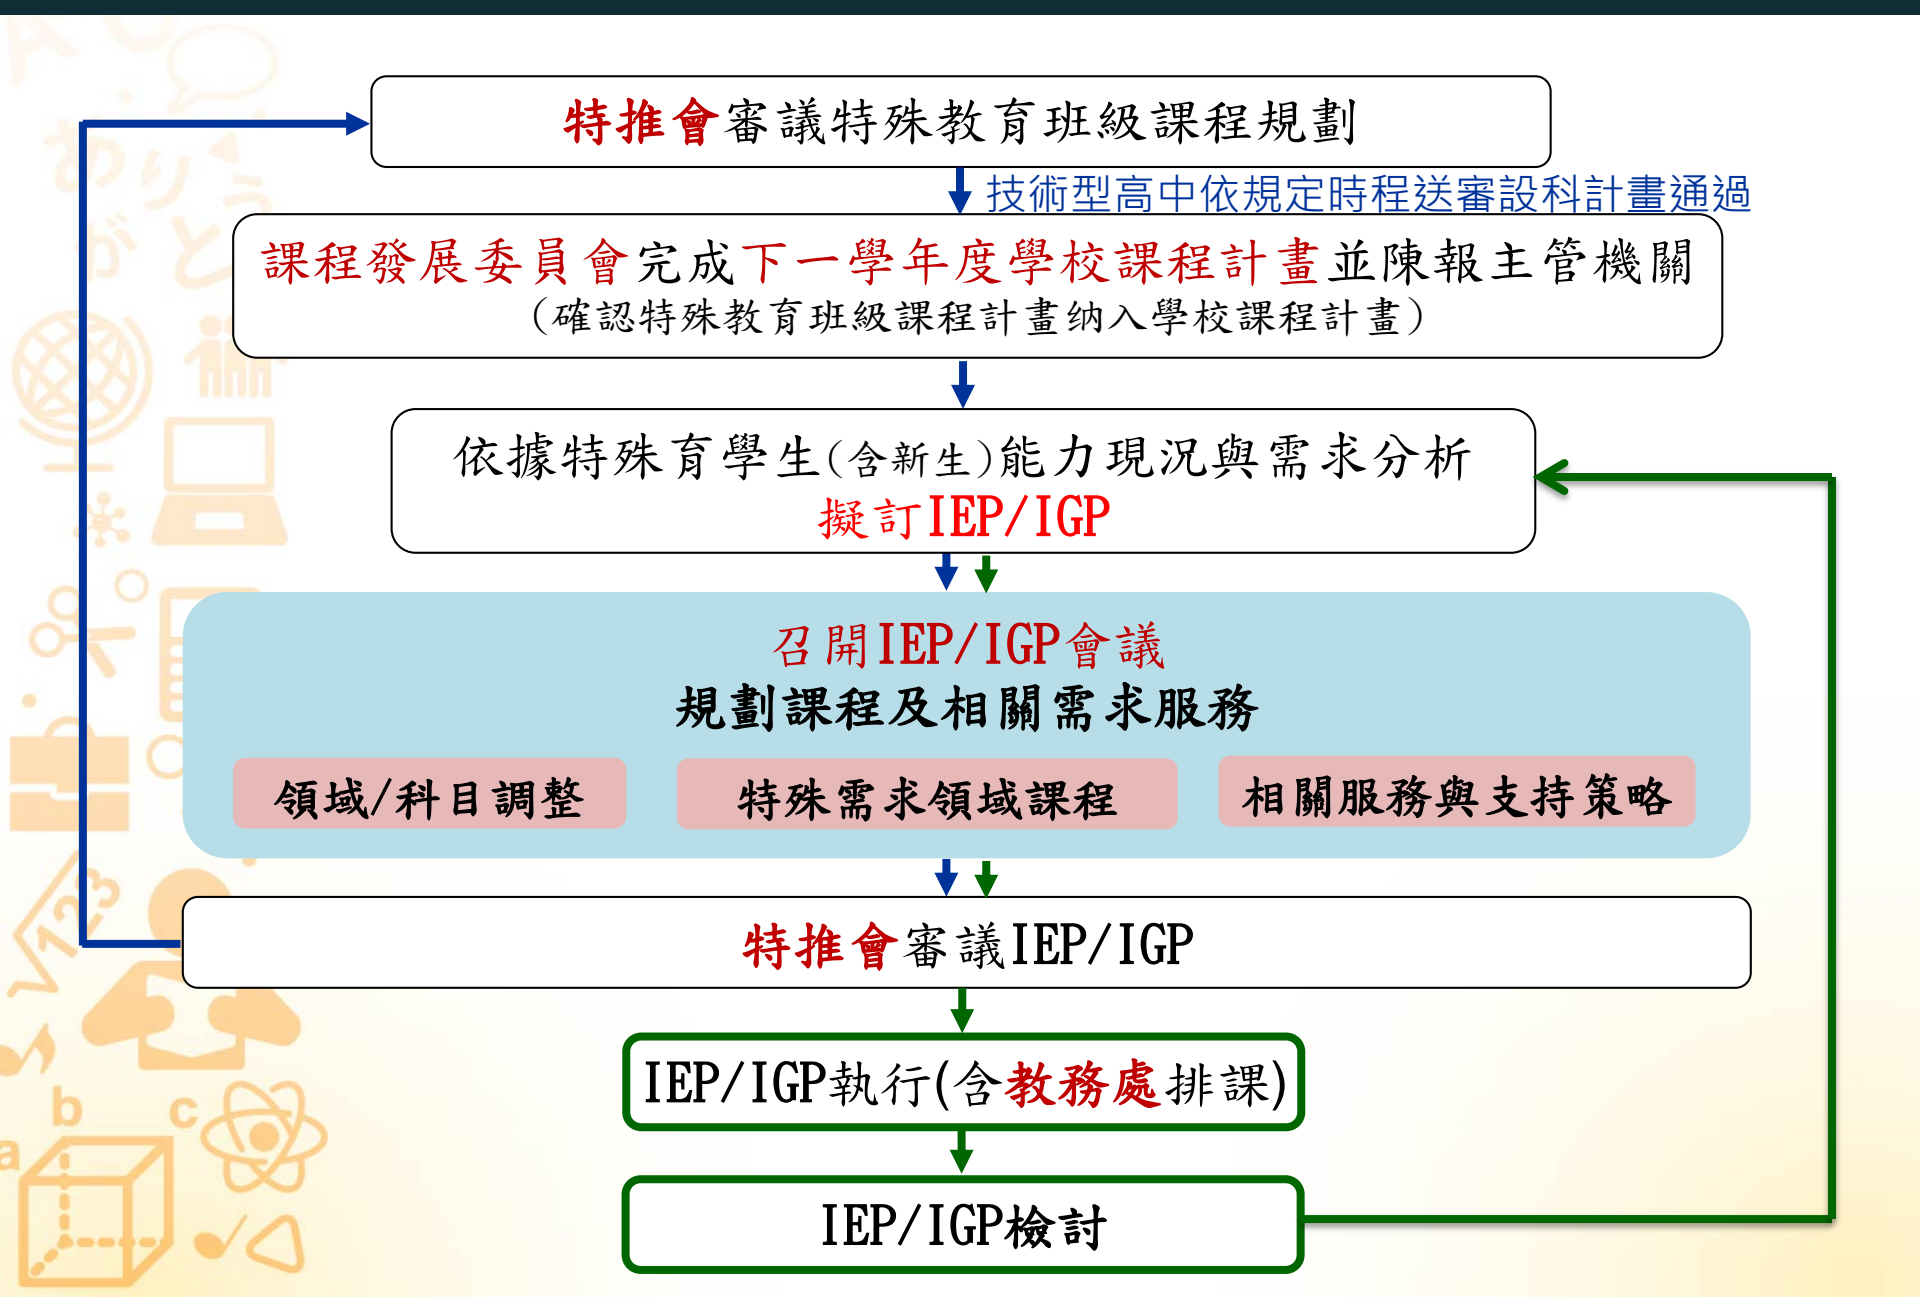 特推會審議特殊教育班級課程規劃
技術型高中依規定時程送審設科計畫通過
課程發展委員會完成下一學年度學校課程計畫並陳報主管機關
(確認特殊教育班級課程計畫纳入學校課程計畫)
依據特殊育學生(含新生)能力現況與需求分析
擬訂IEP/IGP
召開IEP/IGP會議
規劃課程及相關需求服務
領域/科目調整
特殊需求領域課程
相關服務與支持策略
特推會審議IEP/IGP
IEP/IGP執行(含教務處排課)
IEP/IGP檢討
あり
がとう
√123
a
b
c